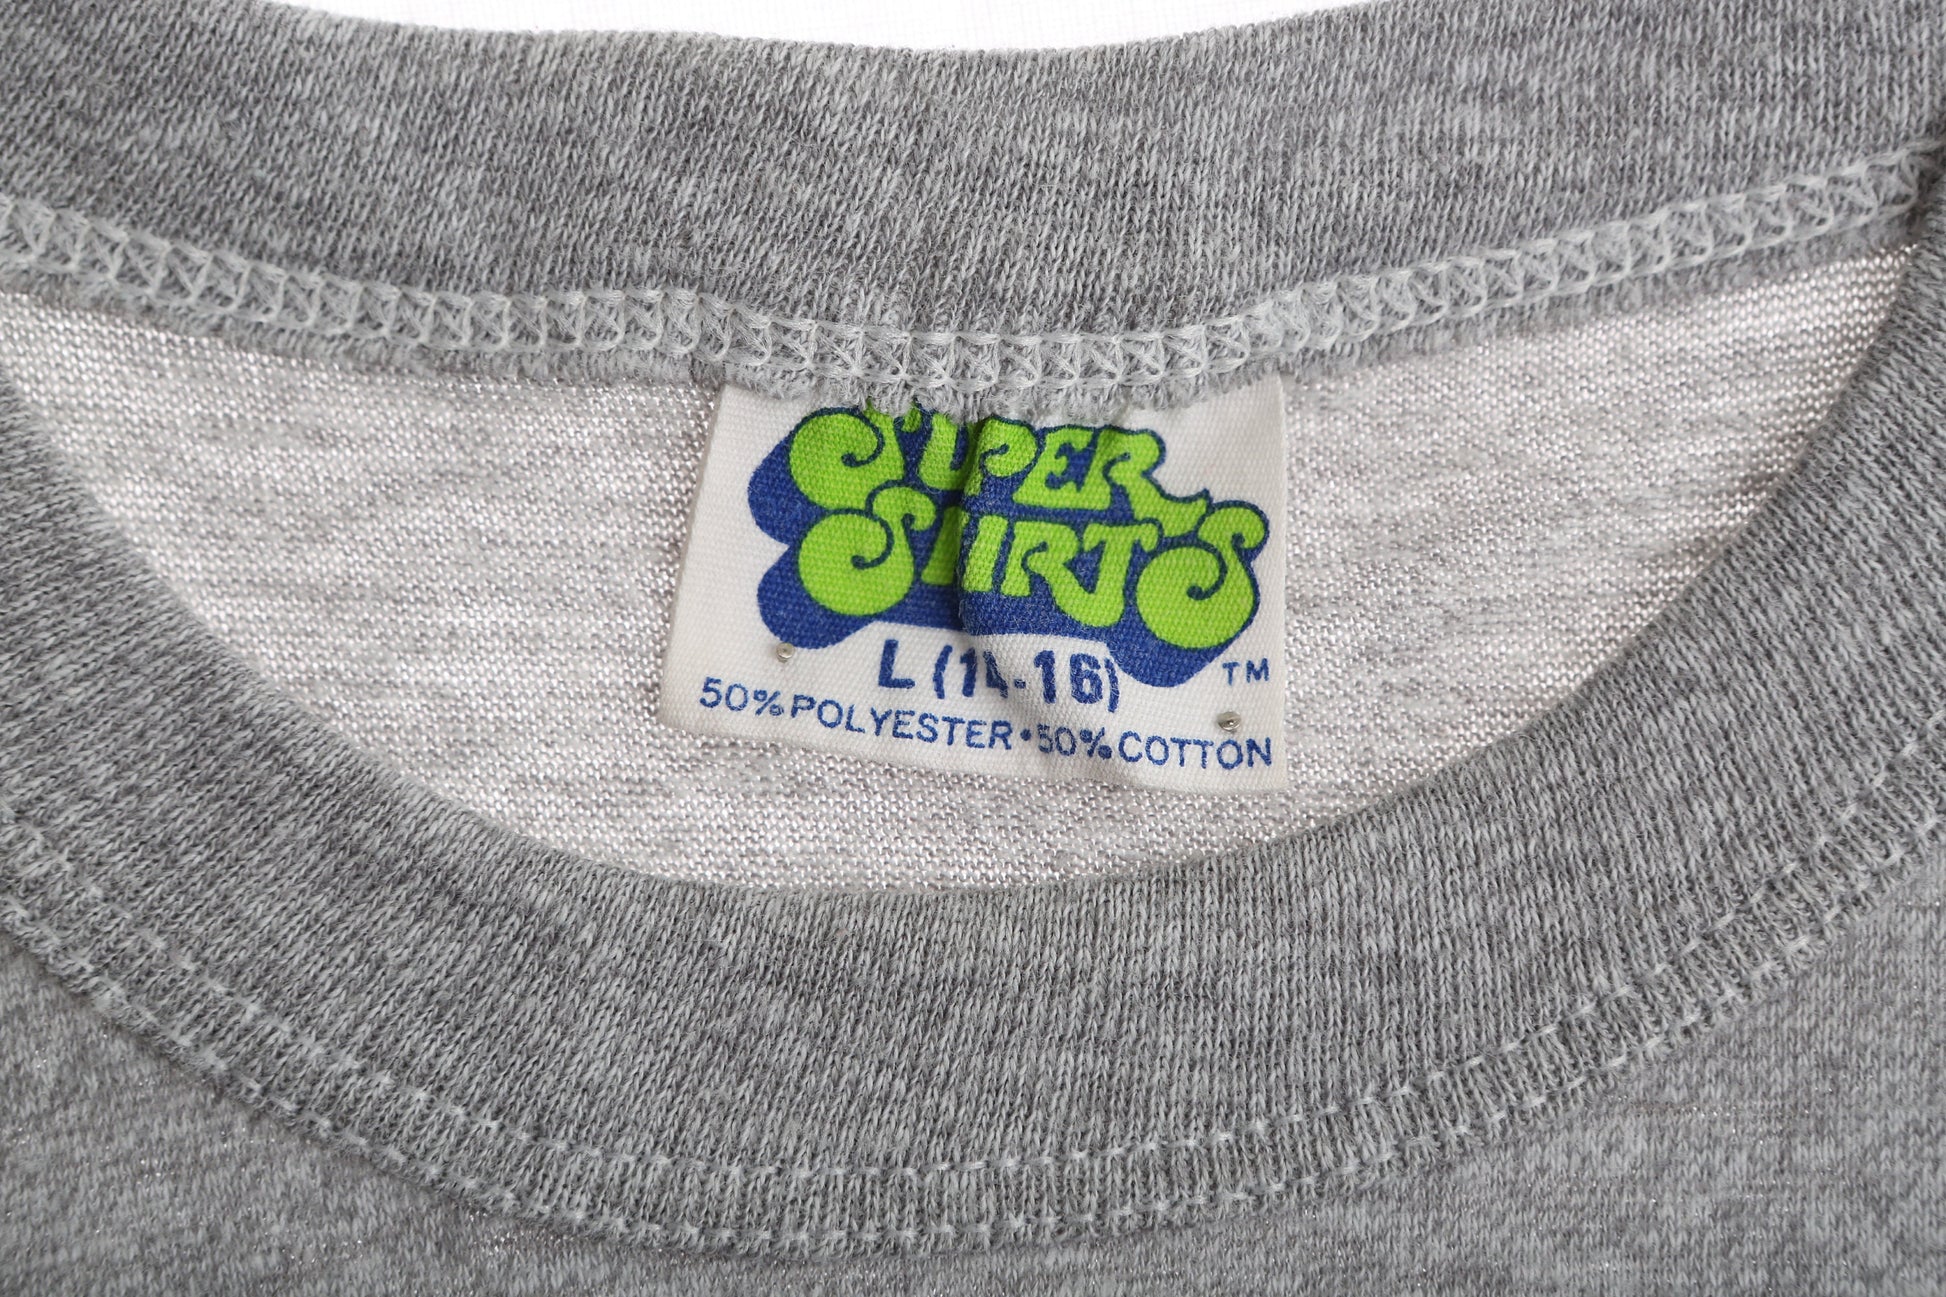 SUPER
SHIRTS
L (14-16) TM
50% POLYESTER • 50% COTTON